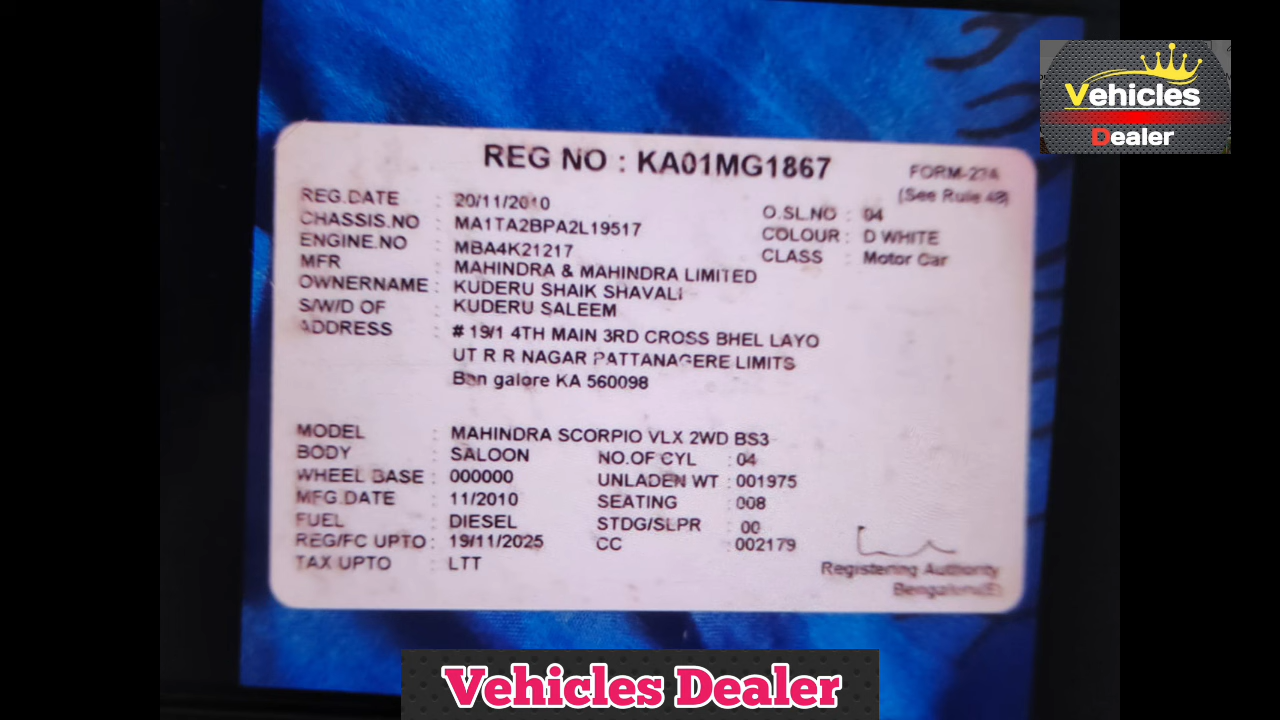 Vehicles
Dealer
REG NO : KA01MG1867
FORM-23A
(See Rule 48)
REG.DATE : 20/11/2010
O.SL.NO : 04
CHASSIS.NO : MA1TA2BPA2L19517
COLOUR : D WHITE
ENGINE.NO : MBA4K21217
CLASS : Motor Car
MFR : MAHINDRA & MAHINDRA LIMITED
OWNERNAME : KUDERU SHAIK SHAVALI
S/W/D OF : KUDERU SALEEM
ADDRESS : # 19/1 4TH MAIN 3RD CROSS BHEL LAYO
UT R R NAGAR PATTANAGERE LIMITS
Ban galore KA 560098
MODEL : MAHINDRA SCORPIO VLX 2WD BS3
BODY : SALOON NO.OF CYL : 04
WHEEL BASE : 000000 UNLADEN WT : 001975
MFG.DATE : 11/2010 SEATING : 008
FUEL : DIESEL STDG/SLPR : 00
REG/FC UPTO : 19/11/2025 CC : 002179
TAX UPTO : LTT
Registering Authority
Vehicles Dealer